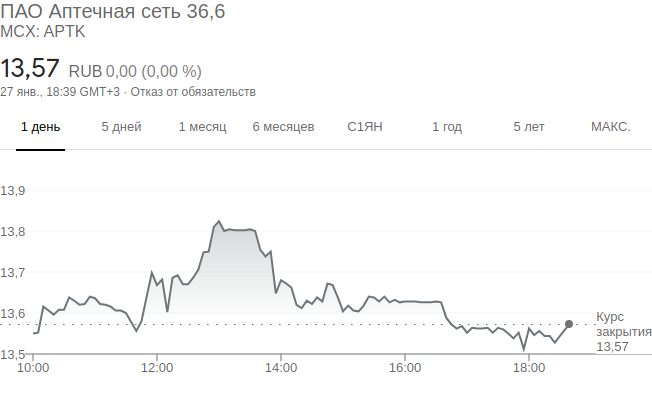 ПАО Аптечная сеть 36,6
MCX: APTK
13,57 RUB 0,00 (0,00 %)
27 янв., 18:39 GMT+3 · Отказ от обязательств
1 день 5 дней 1 месяц 6 месяцев С1ЯН 1 год 5 лет МАКС.
13,9
13,8
13,7
13,6
Курс
закрытия
13,57
13,5
10:00 12:00 14:00 16:00 18:00